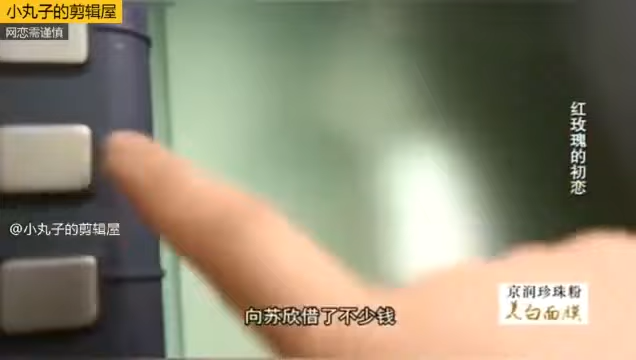 小丸子的剪辑屋
网恋需谨慎
红玫瑰的初恋
@小丸子的剪辑屋
京润珍珠粉
美白面膜
向苏欣借了不少钱